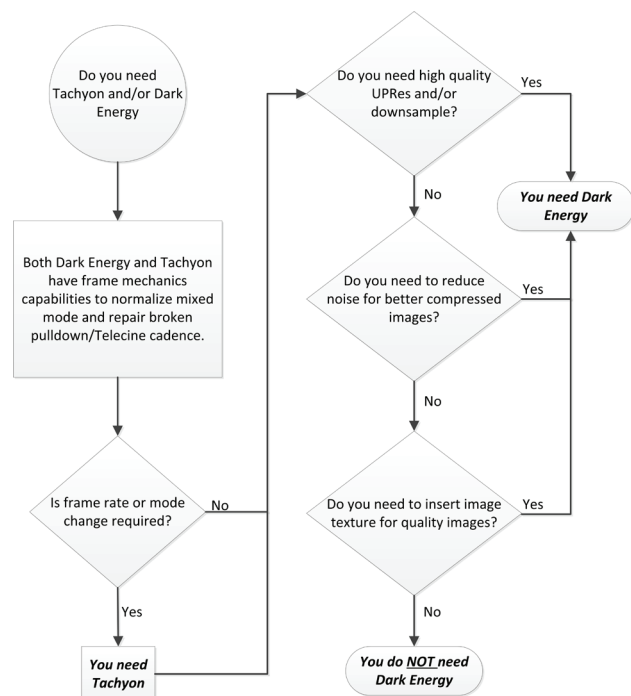 Do you need
Tachyon and/or Dark
Energy
Both Dark Energy and Tachyon
have frame mechanics
capabilities to normalize mixed
mode and repair broken
pulldown/Telecine cadence.
Is frame rate or mode
change required?
No
Yes
You need
Tachyon
Do you need high quality
UPRes and/or
downsample?
Yes
No
You need Dark
Energy
Do you need to reduce
noise for better compressed
images?
Yes
No
Do you need to insert image
texture for quality images?
Yes
No
You do NOT need
Dark Energy